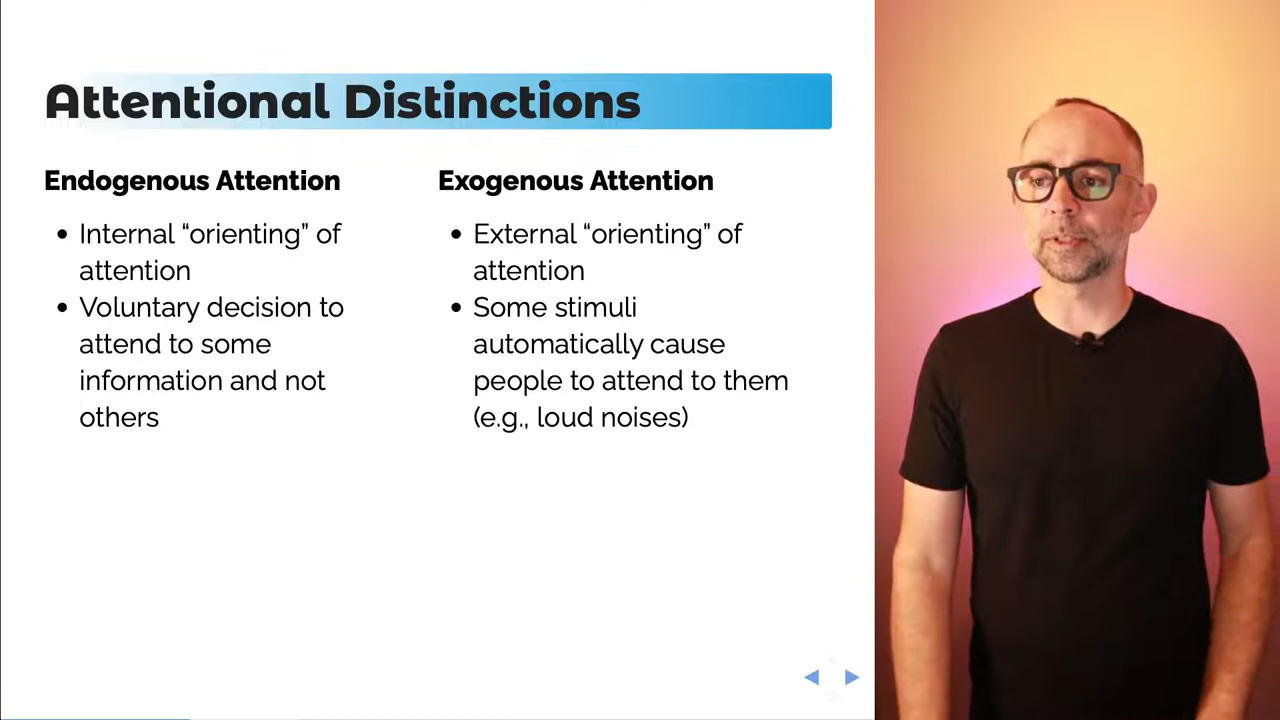 Attentional Distinctions
Endogenous Attention
• Internal “orienting” of
attention
• Voluntary decision to
attend to some
information and not
others
Exogenous Attention
• External “orienting” of
attention
• Some stimuli
automatically cause
people to attend to them
(e.g., loud noises)